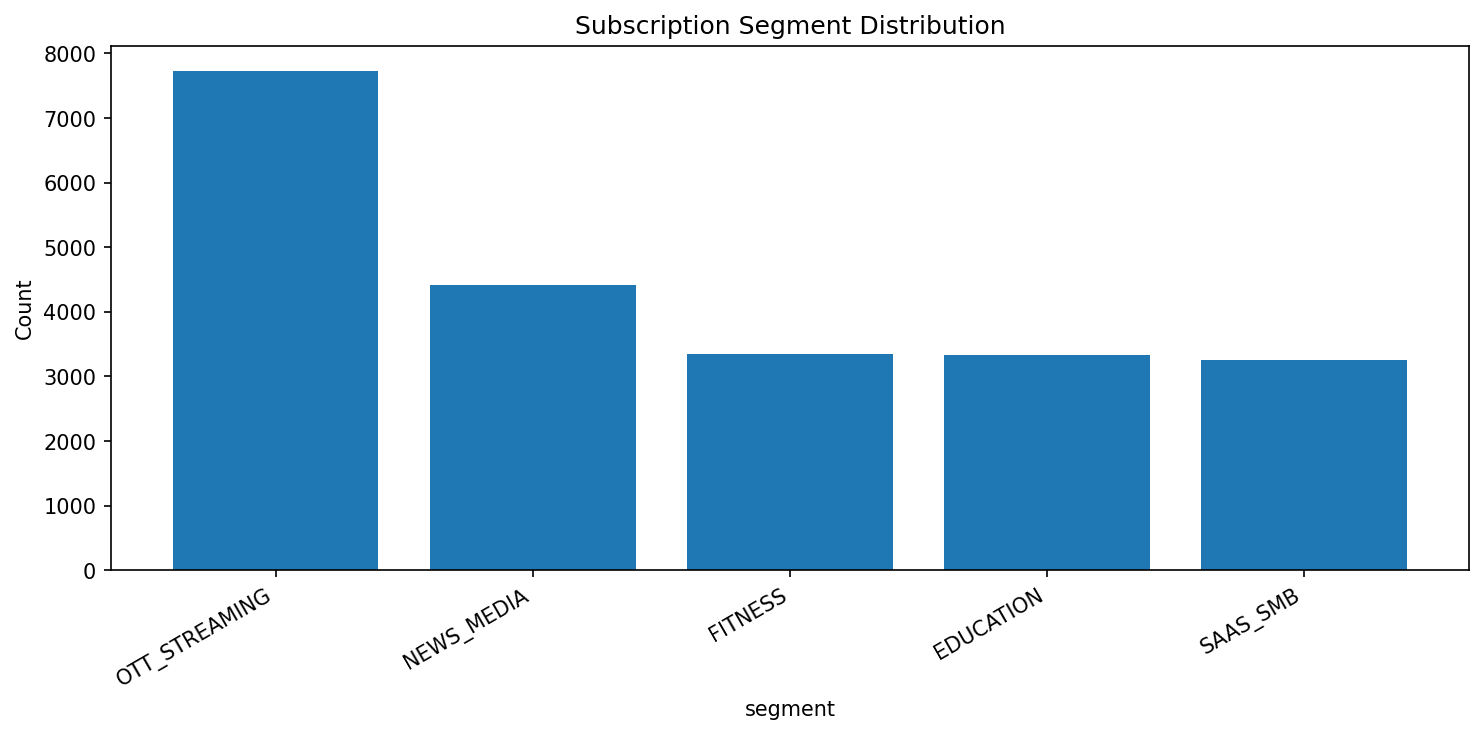 Subscription Segment Distribution
8000
7000
6000
5000
4000
3000
2000
1000
0
Count
OTT_STREAMING
NEWS_MEDIA
FITNESS
EDUCATION
SAAS_SMB
segment